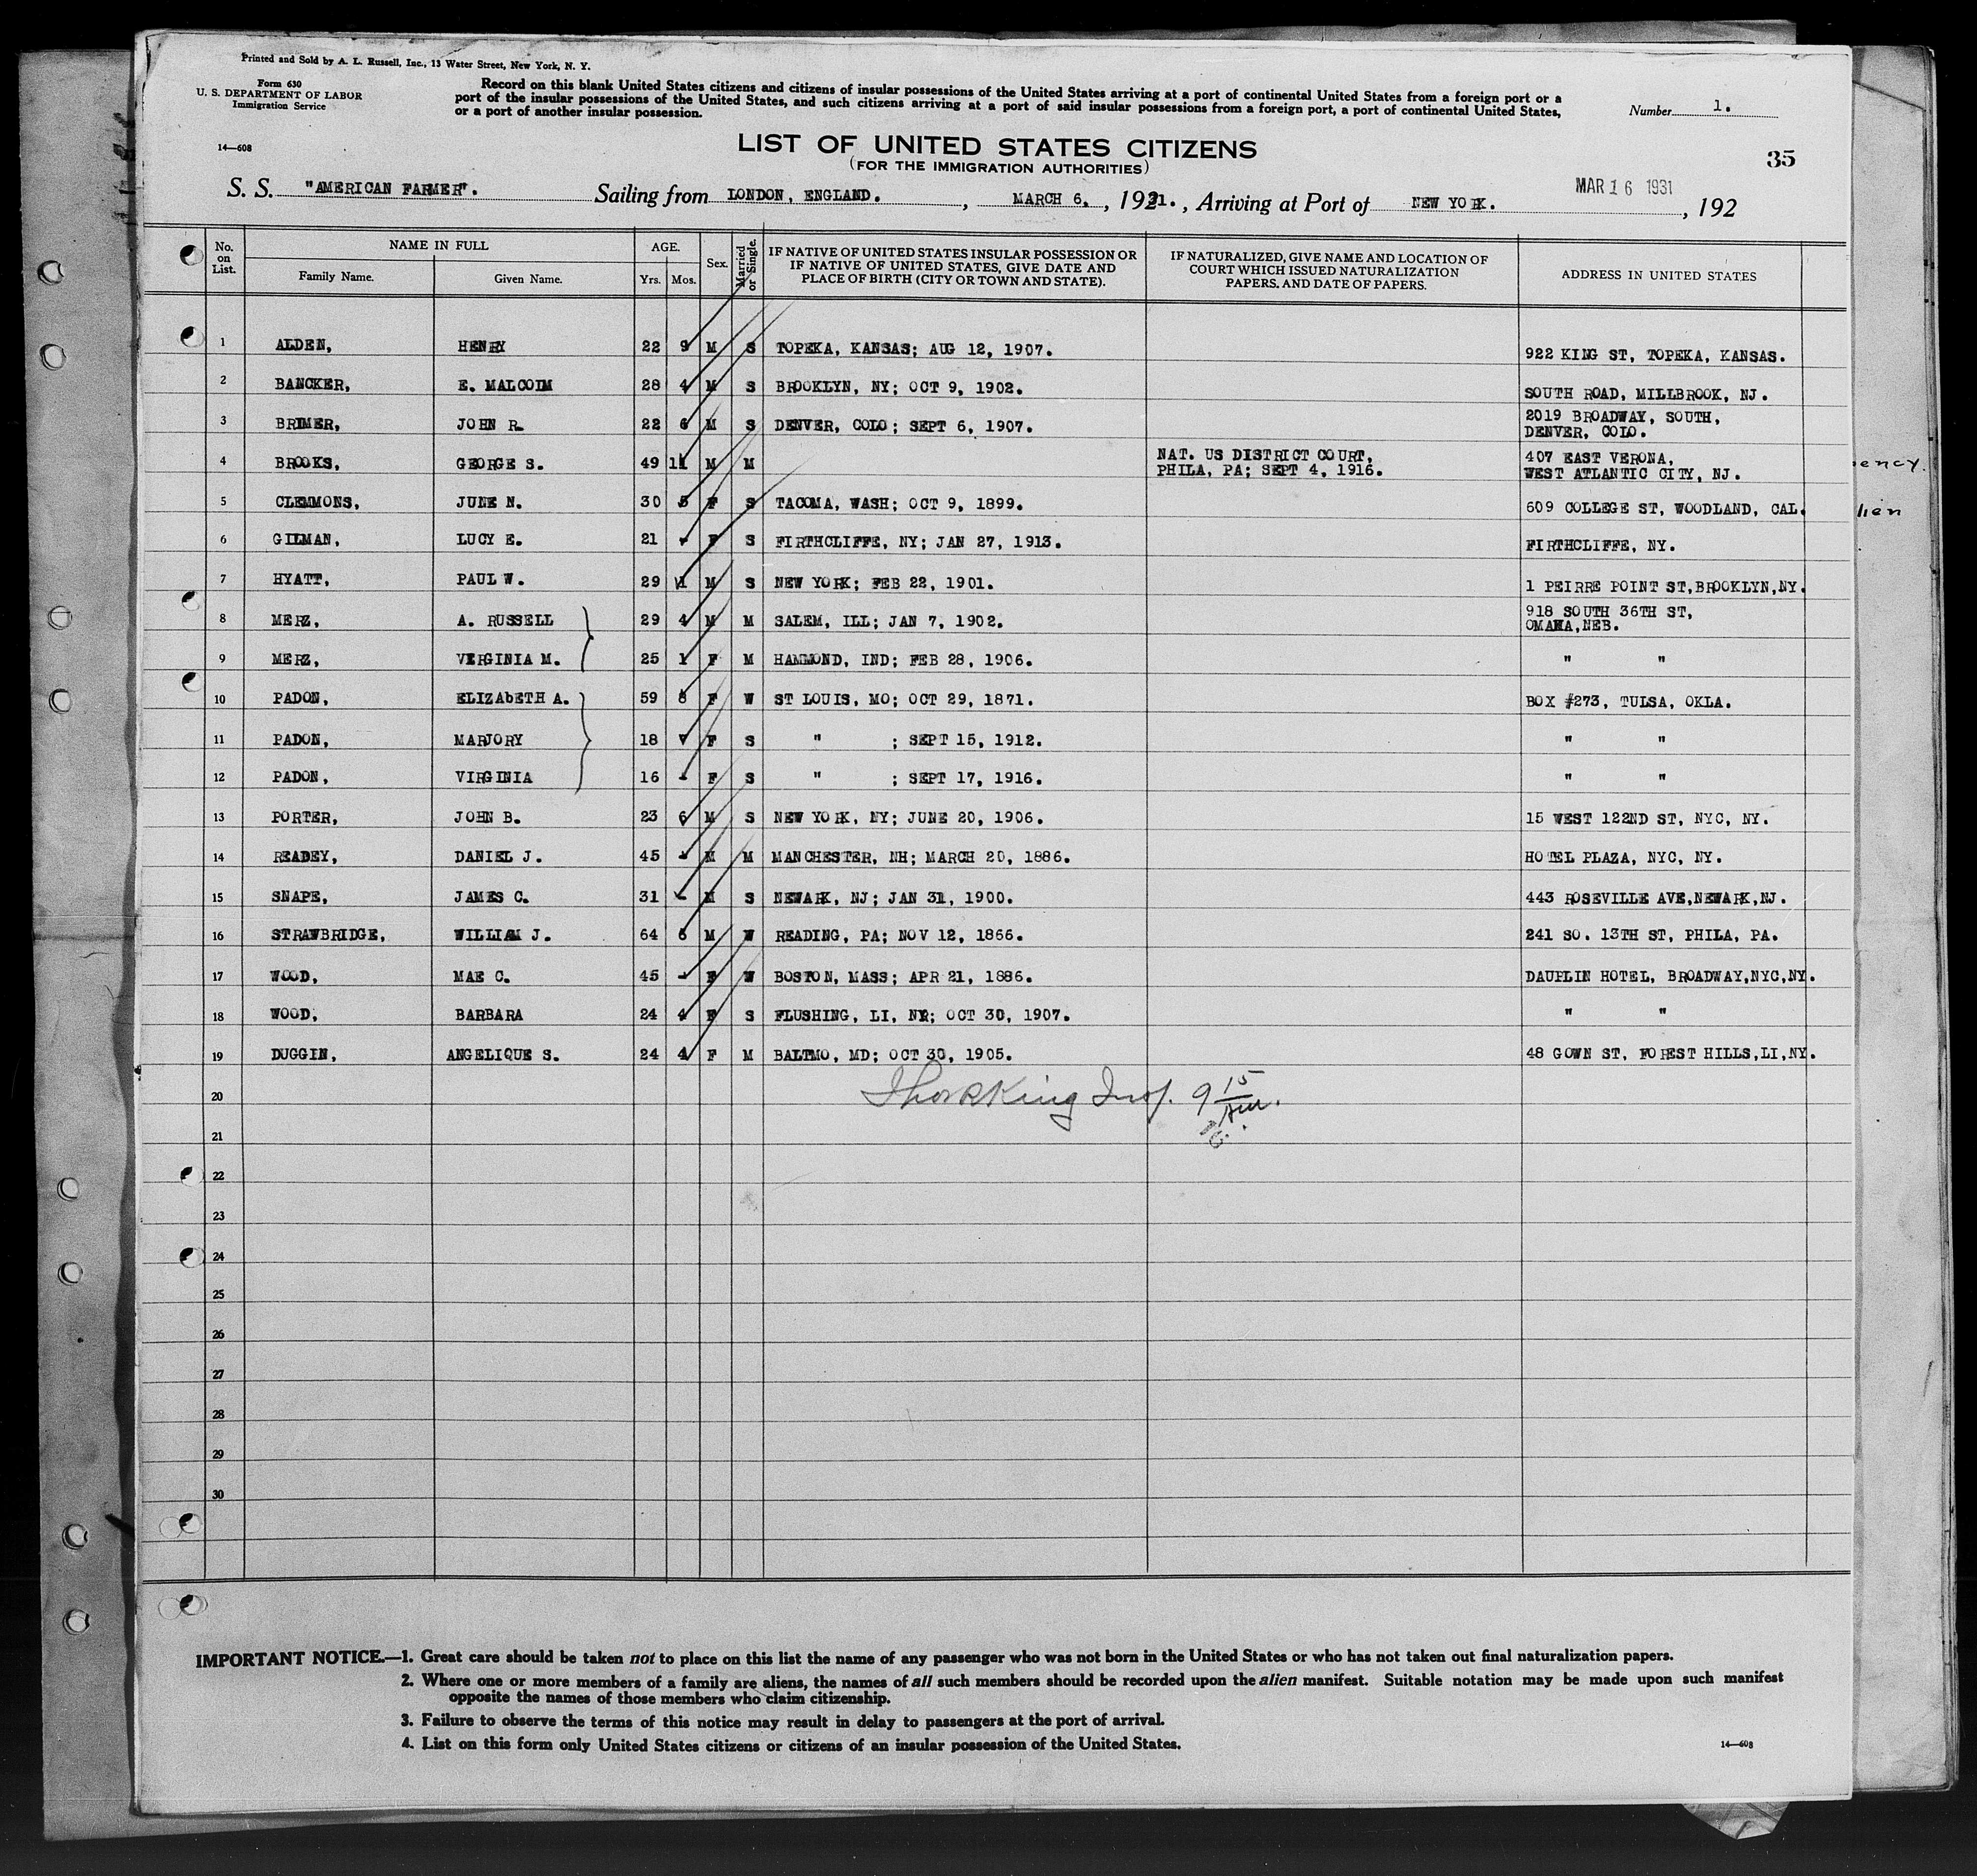 Printed and Sold by A. L. Russell, Inc., 13 Water Street, New York, N. Y.
Form 630
U. S. DEPARTMENT OF LABOR
Immigration Service
Record on this blank United States citizens and citizens of insular possessions of the United States arriving at a port of continental United States from a foreign port or a
port of the insular possessions of the United States, and such citizens arriving at a port of said insular possessions from a foreign port, a port of continental United States,
or a port of another insular possession.
Number 1.
14—608
LIST OF UNITED STATES CITIZENS
(FOR THE IMMIGRATION AUTHORITIES)
35
S. S. "AMERICAN FARMER". Sailing from LONDON, ENGLAND. , MARCH 6. , 1931. , Arriving at Port of NEW YORK. MAR 16 1931 , 192
No. on List. NAME IN FULL Family Name. Given Name. AGE. Yrs. Mos. Sex. Married or Single. IF NATIVE OF UNITED STATES INSULAR POSSESSION OR IF NATIVE OF UNITED STATES, GIVE DATE AND PLACE OF BIRTH (CITY OR TOWN AND STATE). IF NATURALIZED, GIVE NAME AND LOCATION OF COURT WHICH ISSUED NATURALIZATION PAPERS, AND DATE OF PAPERS. ADDRESS IN UNITED STATES
1 ALDEN, HENRY 22 9 M S TOPEKA, KANSAS; AUG 12, 1907. 922 KING ST, TOPEKA, KANSAS.
2 BANCKER, E. MALCOLM 28 4 M S BROOKLYN, NY; OCT 9, 1902. SOUTH ROAD, MILLBROOK, NJ.
3 BRIMER, JOHN R. 22 6 M S DENVER, COLO; SEPT 6, 1907. 2019 BROADWAY, SOUTH,
DENVER, COLO.
4 BROOKS, GEORGE S. 49 11 M M NAT. US DISTRICT COURT, 407 EAST VERONA,
PHILA, PA; SEPT 4, 1916. WEST ATLANTIC CITY, NJ.
5 CLEMMONS, JUNE N. 30 5 F S TACOMA, WASH; OCT 9, 1899. 609 COLLEGE ST, WOODLAND, CAL.
6 GILMAN, LUCY E. 21 F S FIRTHCLIFFE, NY; JAN 27, 1913. FIRTHCLIFFE, NY.
7 HYATT, PAUL W. 29 11 M S NEW YORK; FEB 22, 1901. 1 PEIRRE POINT ST,BROOKLYN,NY.
8 MERZ, A. RUSSELL 29 4 M M SALEM, ILL; JAN 7, 1902. 918 SOUTH 36TH ST,
OMAHA,NEB.
9 MERZ, VIRGINIA M. 25 1 F M HAMMOND, IND; FEB 28, 1906. " "
10 PADON, ELIZABETH A. 59 8 F W ST LOUIS, MO; OCT 29, 1871. BOX #273, TULSA, OKLA.
11 PADON, MARJORY 18 F S " ; SEPT 15, 1912. " "
12 PADON, VIRGINIA 16 - F S " ; SEPT 17, 1916. " "
13 PORTER, JOHN B. 23 6 M S NEW YORK, NY; JUNE 20, 1906. 15 WEST 122ND ST, NYC, NY.
14 READEY, DANIEL J. 45 - M M MANCHESTER, NH; MARCH 20, 1886. HOTEL PLAZA, NYC, NY.
15 SNAPE, JAMES C. 31 - M S NEWARK, NJ; JAN 31, 1900. 443 ROSEVILLE AVE,NEWARK,NJ.
16 STRAWBRIDGE, WILLIAM J. 64 6 M W READING, PA; NOV 12, 1866. 241 SO. 13TH ST, PHILA, PA.
17 WOOD, MAE C. 45 - F W BOSTON, MASS; APR 21, 1886. DAUPLIN HOTEL, BROADWAY,NYC,NY.
18 WOOD, BARBARA 24 4 F S FLUSHING, LI, NY; OCT 30, 1907. " "
19 DUGGIN, ANGELIQUE S. 24 4 F M BALTMO, MD; OCT 30, 1905. 48 GOWN ST, FOREST HILLS,LI,NY.
20 King Insp. 9 15 AM.
21
22
23
24
25
26
27
28
29
30
ency.
lien
IMPORTANT NOTICE.—1. Great care should be taken not to place on this list the name of any passenger who was not born in the United States or who has not taken out final naturalization papers.
2. Where one or more members of a family are aliens, the names of all such members should be recorded upon the alien manifest. Suitable notation may be made upon such manifest
opposite the names of those members who claim citizenship.
3. Failure to observe the terms of this notice may result in delay to passengers at the port of arrival.
4. List on this form only United States citizens or citizens of an insular possession of the United States.
14—608